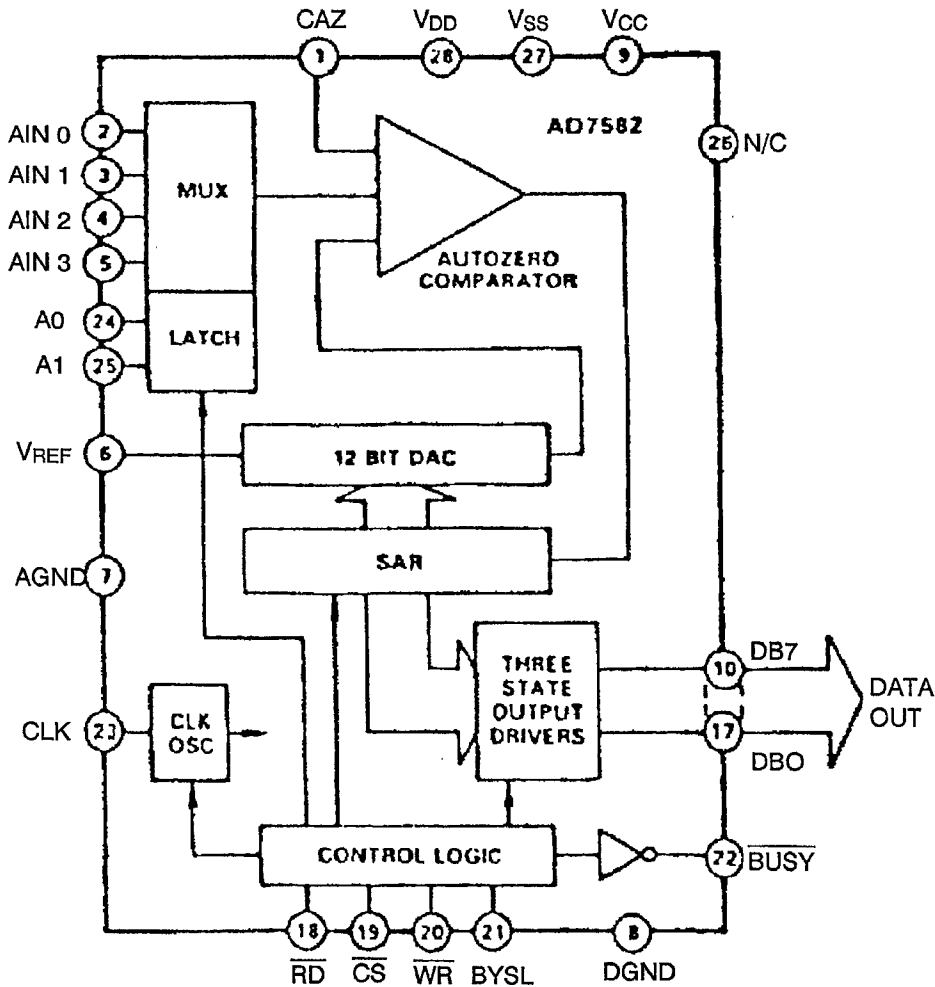 CAZ
VDD
VSS
VCC
1
28
27
9
AD7582
26
N/C
AIN 0
2
AIN 1
3
AIN 2
4
AIN 3
5
MUX
AUTOZERO
COMPARATOR
A0
24
A1
25
LATCH
VREF
6
12 BIT DAC
AGND
7
SAR
THREE
STATE
OUTPUT
DRIVERS
10
DB7
DATA
OUT
17
DBO
CLK
23
CLK
OSC
CONTROL LOGIC
22
BUSY
18
19
20
21
8
RD
CS
WR
BYSL
DGND